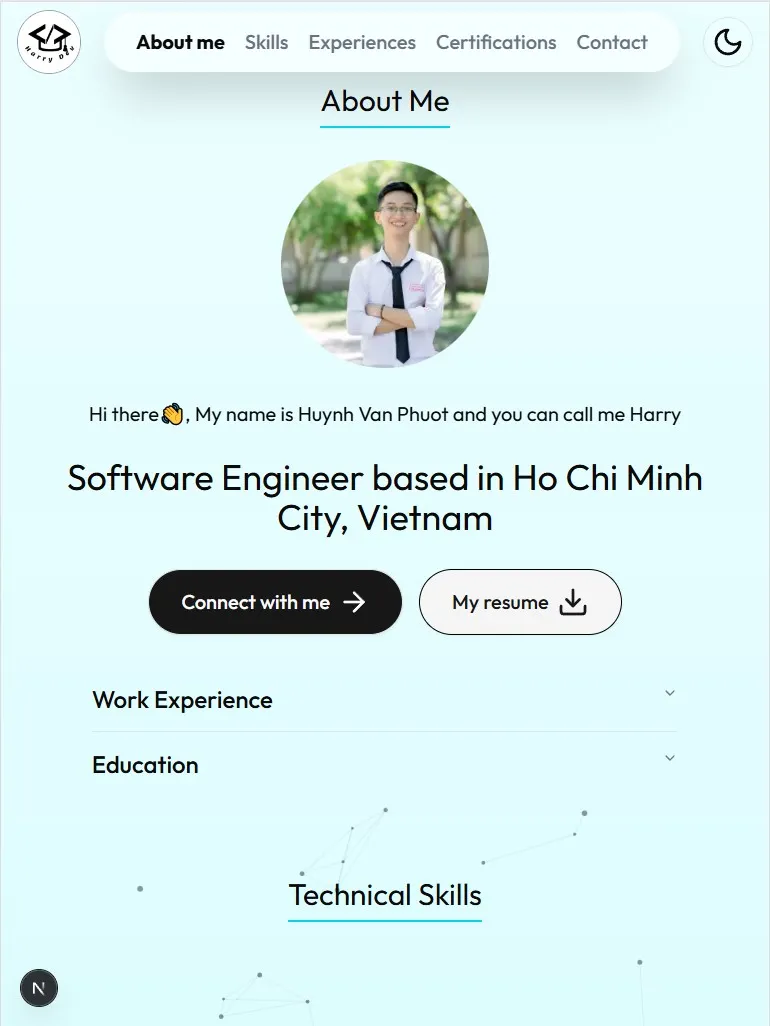 Harry Dev
About me Skills Experiences Certifications Contact
About Me
Hi there👋, My name is Huynh Van Phuot and you can call me Harry
Software Engineer based in Ho Chi Minh
City, Vietnam
Connect with me
My resume
Work Experience
Education
Technical Skills
N